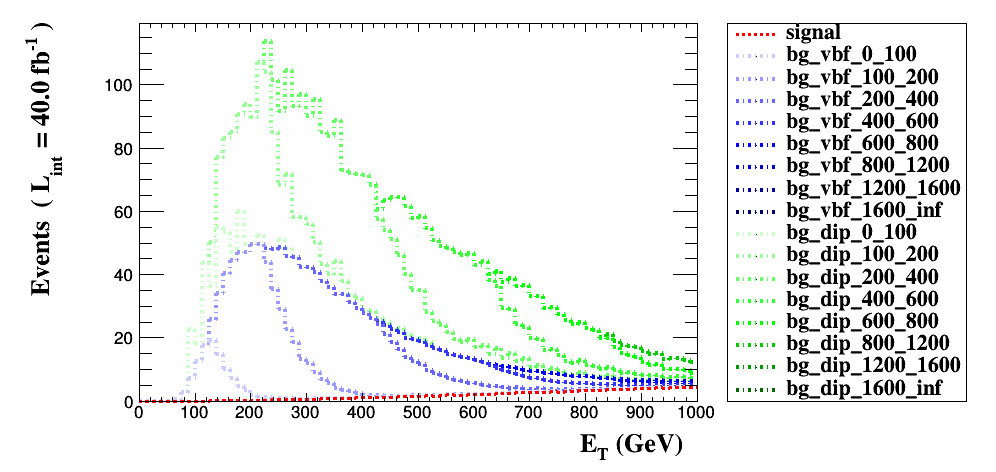 Events ( L_int = 40.0 fb^-1 )
100
80
60
40
20
0
0 100 200 300 400 500 600 700 800 900 1000
E_T (GeV)
signal
bg_vbf_0_100
bg_vbf_100_200
bg_vbf_200_400
bg_vbf_400_600
bg_vbf_600_800
bg_vbf_800_1200
bg_vbf_1200_1600
bg_vbf_1600_inf
bg_dip_0_100
bg_dip_100_200
bg_dip_200_400
bg_dip_400_600
bg_dip_600_800
bg_dip_800_1200
bg_dip_1200_1600
bg_dip_1600_inf